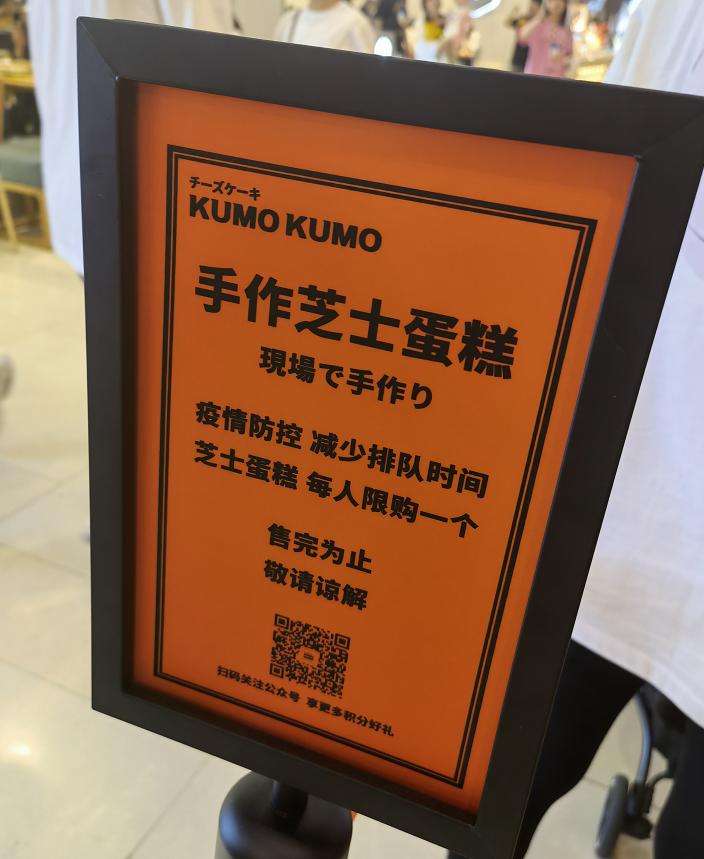 チーズケーキ
KUMO KUMO
手作芝士蛋糕
現場で手作り
疫情防控 减少排队时间
芝士蛋糕 每人限购一个
售完为止
敬请谅解
扫码关注公众号 享更多积分好礼